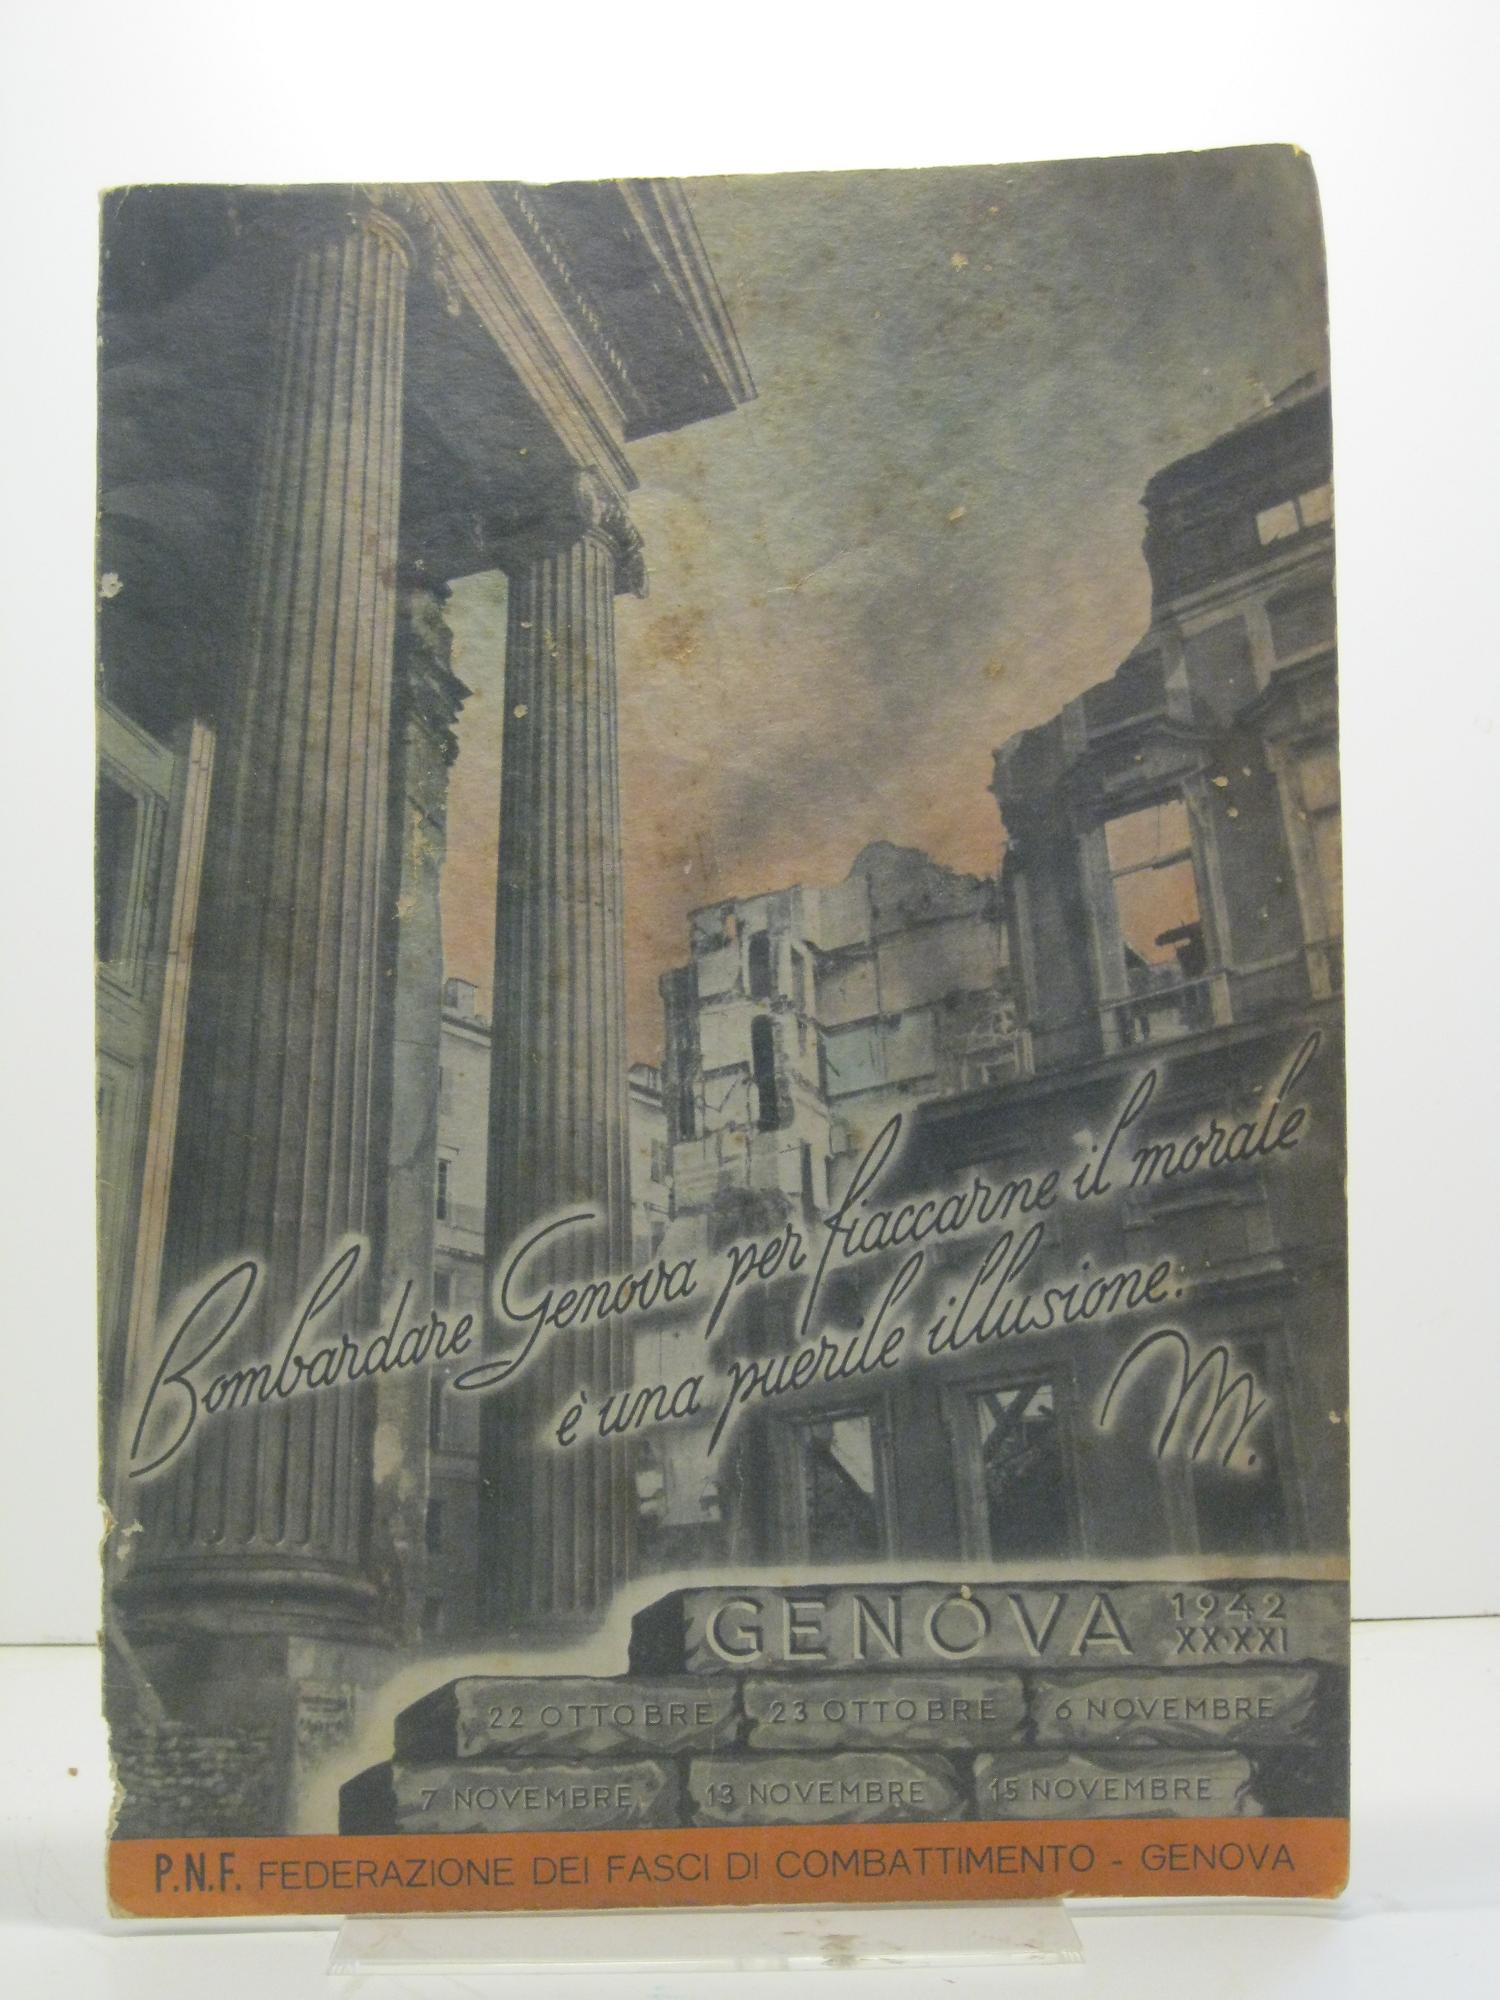 Bombardare Genova per fiaccarne il morale
è una puerile illusione.
M.
GENOVA 1942
XX·XXI
22 OTTOBRE 23 OTTOBRE 6 NOVEMBRE
7 NOVEMBRE 13 NOVEMBRE 15 NOVEMBRE
P.N.F. FEDERAZIONE DEI FASCI DI COMBATTIMENTO - GENOVA